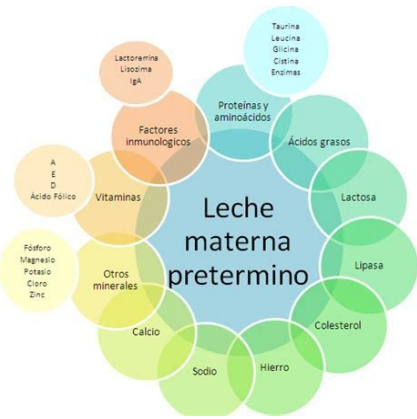 Taurina
Leucina
Glicina
Cistina
Enzimas
Lactorerrina
Lisozima
IgA
Proteínas y
aminoácidos
Factores
inmunologicos
Ácidos grasos
A
E
D
Ácido Fólico
Vitaminas
Lactosa
Leche
materna
pretermino
Fósforo
Magnesio
Potasio
Cloro
Zinc
Otros
minerales
Lipasa
Calcio
Colesterol
Sodio
Hierro